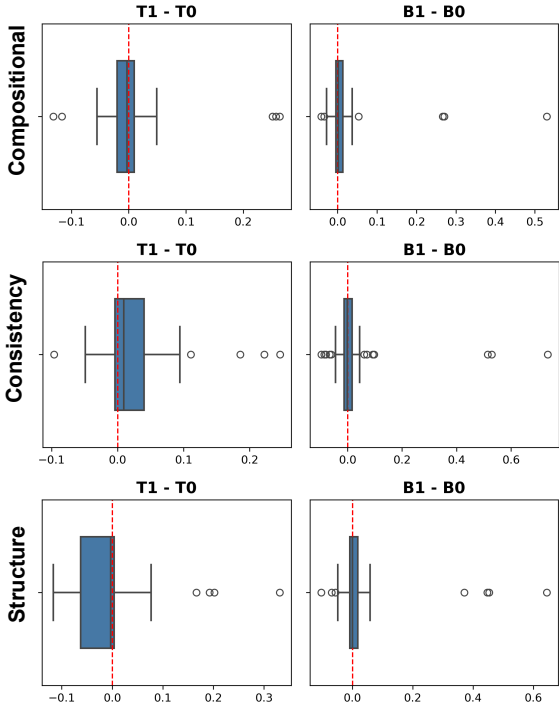 T1 - T0
B1 - B0
Compositional
−0.1 0.0 0.1 0.2
0.0 0.1 0.2 0.3 0.4 0.5
T1 - T0
B1 - B0
Consistency
−0.1 0.0 0.1 0.2
0.0 0.2 0.4 0.6
T1 - T0
B1 - B0
Structure
−0.1 0.0 0.1 0.2 0.3
0.0 0.2 0.4 0.6